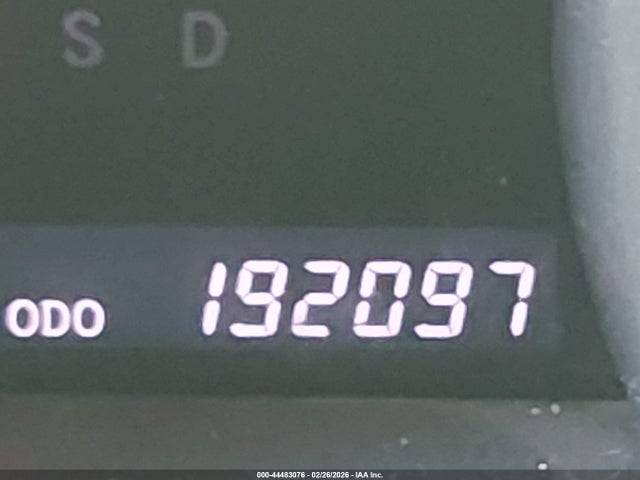 S D
ODO 192097
000-44483076 - 02/26/2026 - IAA Inc.